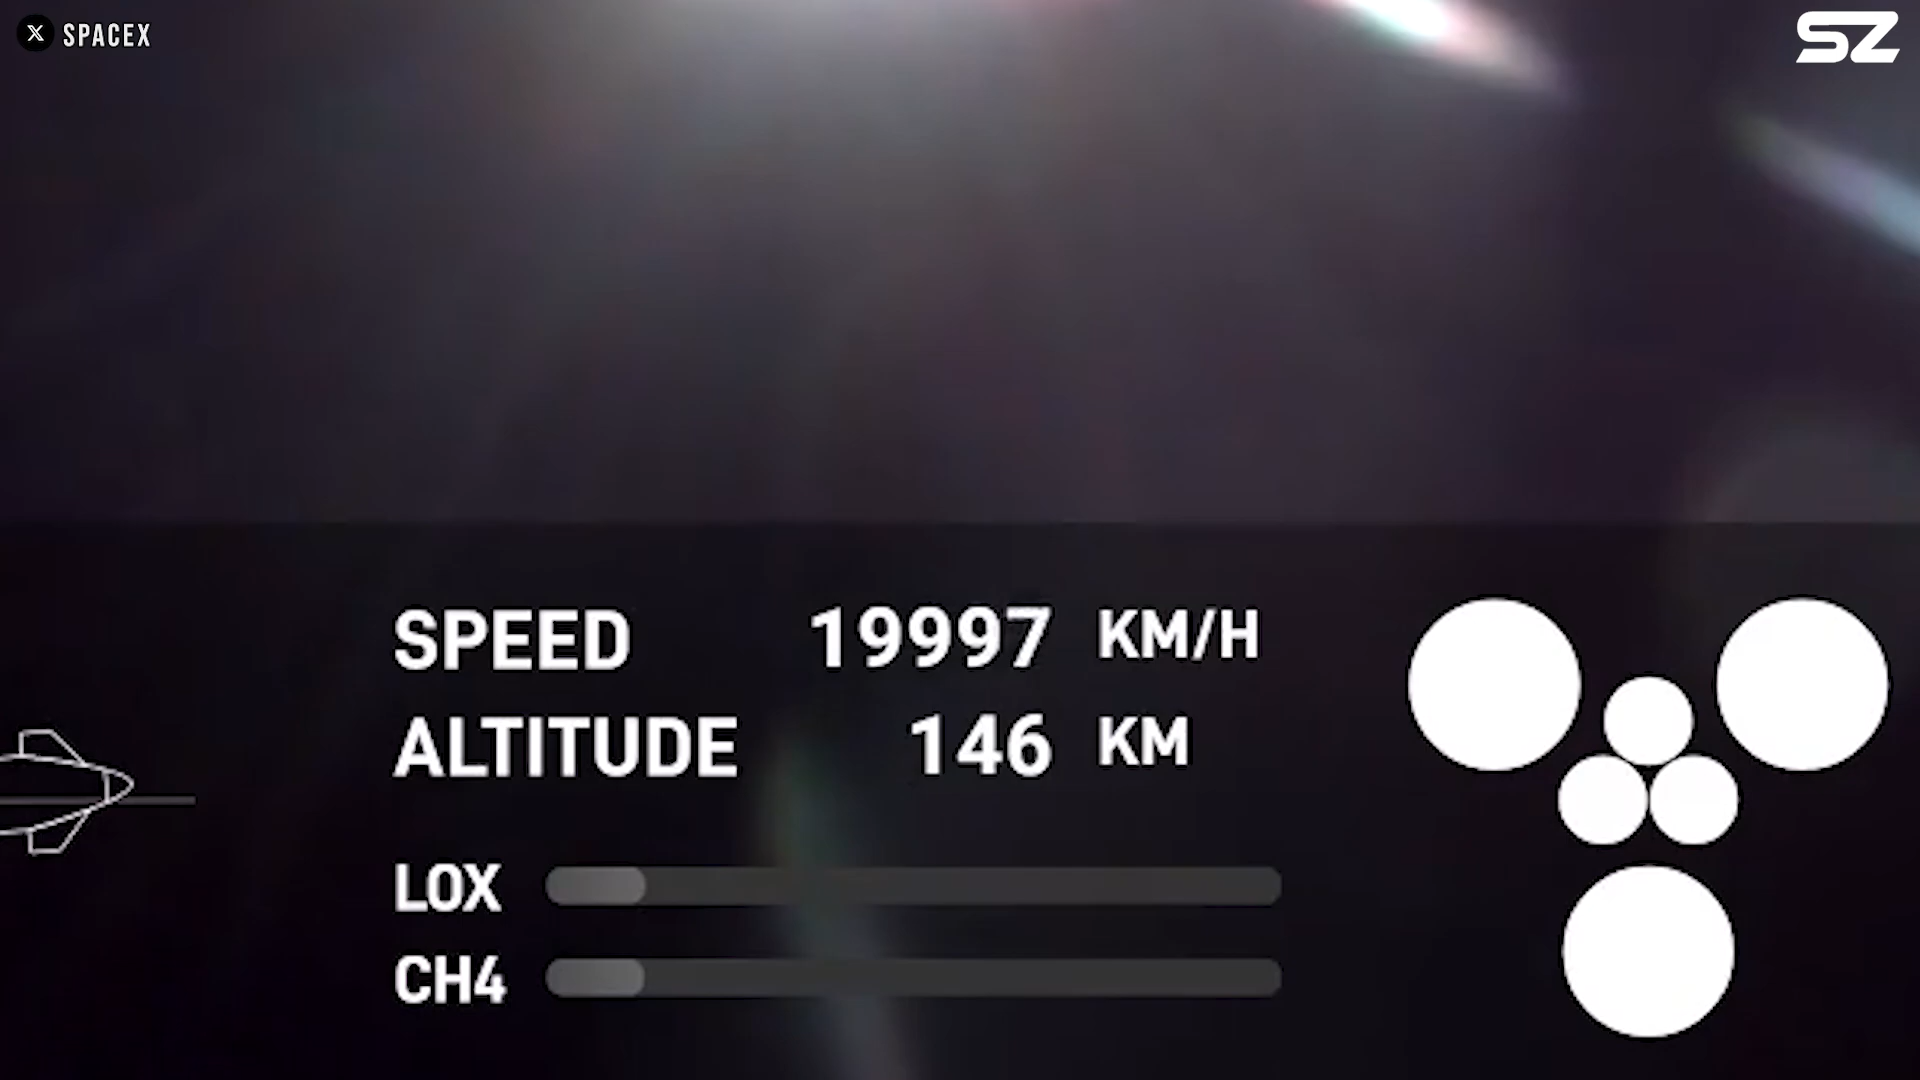 X SPACEX
SZ
SPEED 19997 KM/H
ALTITUDE 146 KM
LOX
CH4